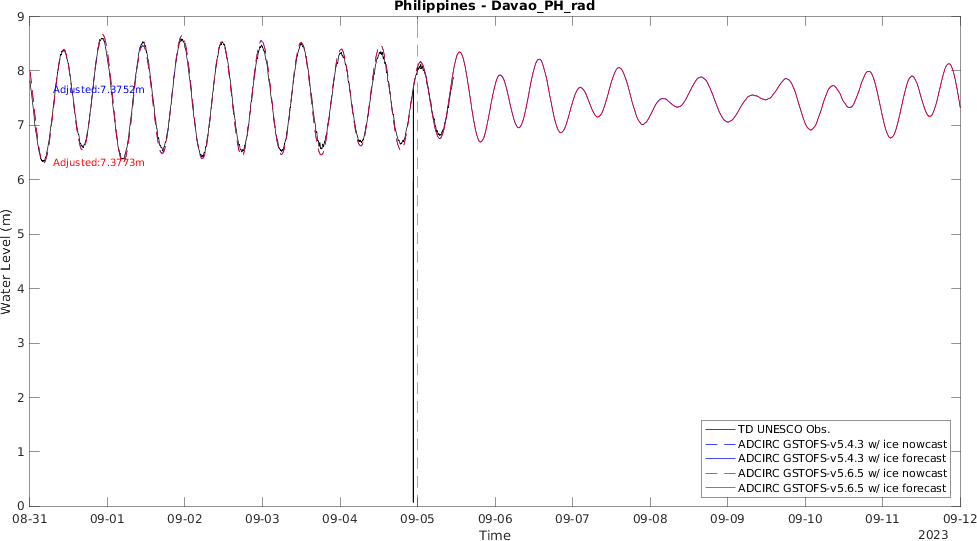 Philippines - Davao_PH_rad
9
8
7
6
5
4
3
2
1
0
Water Level (m)
Adjusted:7.3752m
Adjusted:7.3773m
TD UNESCO Obs.
ADCIRC GSTOFS-v5.4.3 w/ ice nowcast
ADCIRC GSTOFS-v5.4.3 w/ ice forecast
ADCIRC GSTOFS-v5.6.5 w/ ice nowcast
ADCIRC GSTOFS-v5.6.5 w/ ice forecast
08-31 09-01 09-02 09-03 09-04 09-05 09-06 09-07 09-08 09-09 09-10 09-11 09-12
Time
2023